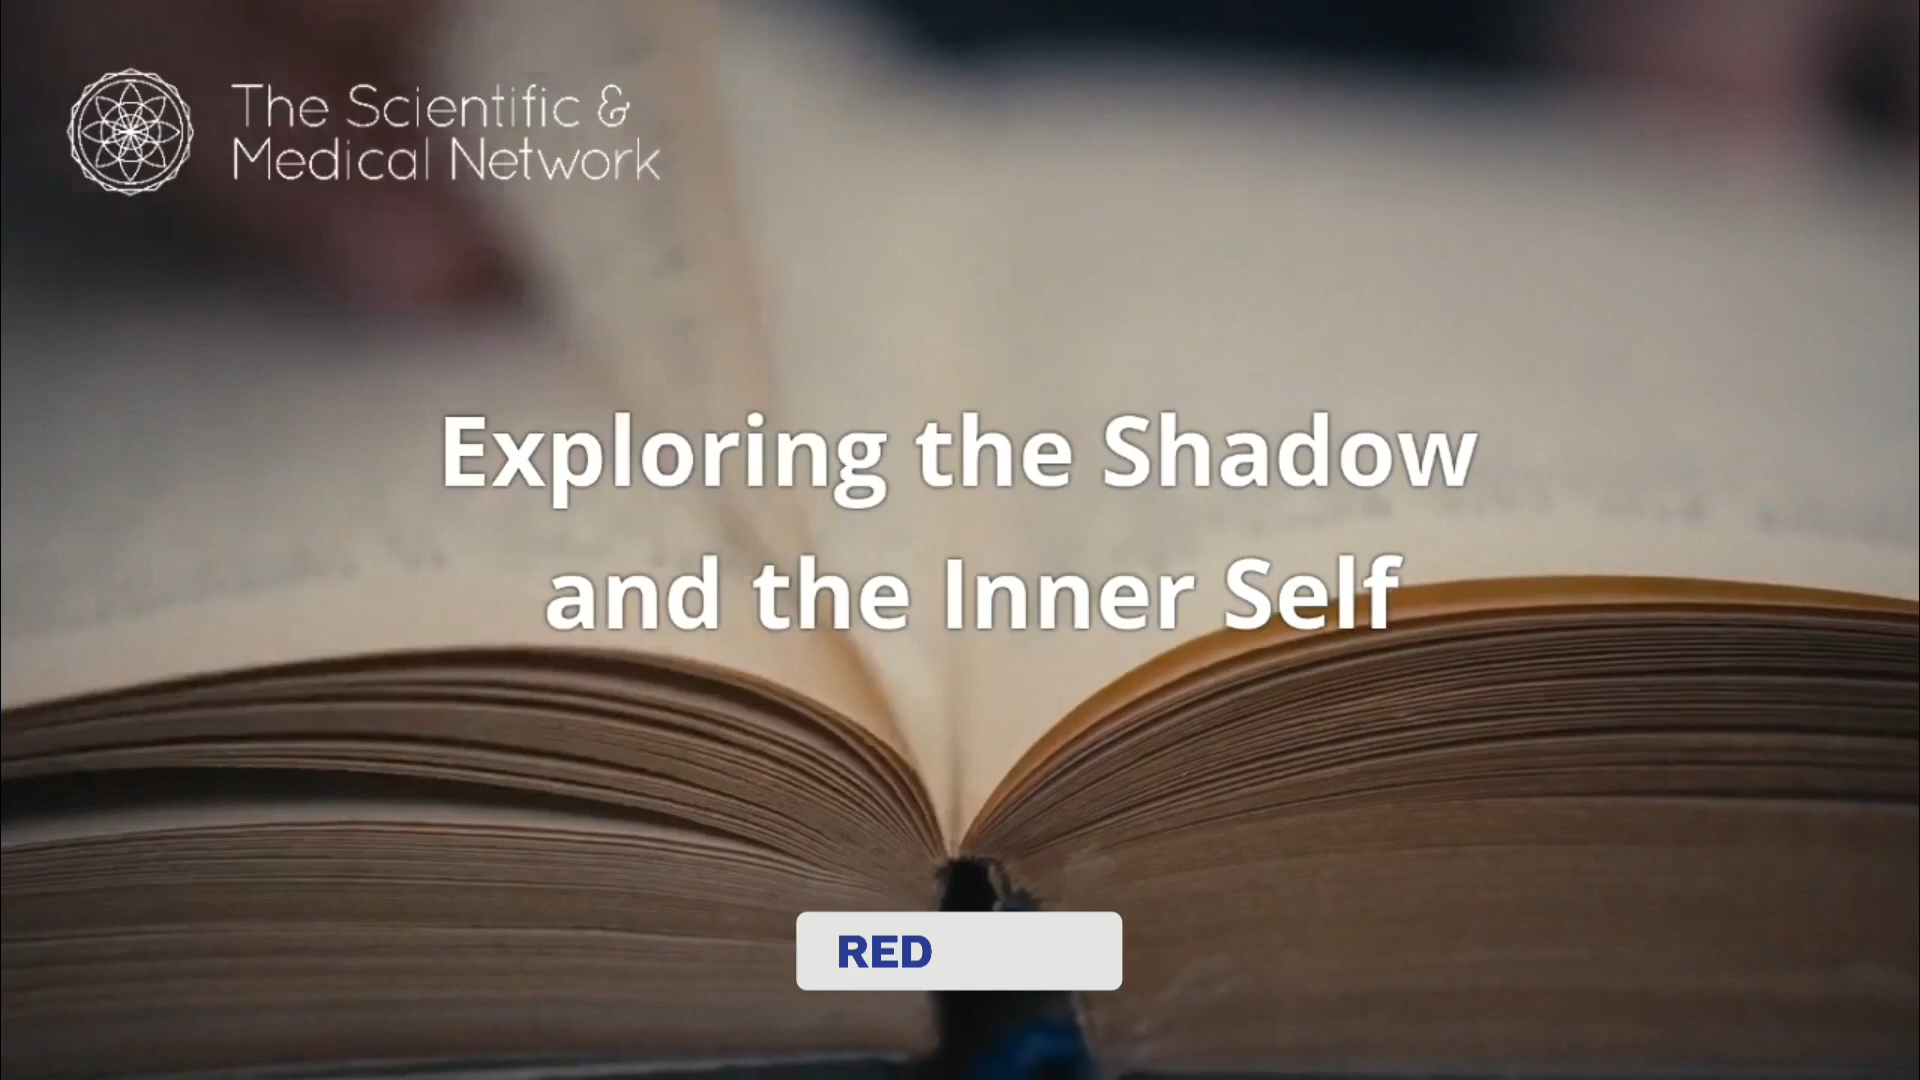 The Scientific &
Medical Network
Exploring the Shadow
and the Inner Self
RED